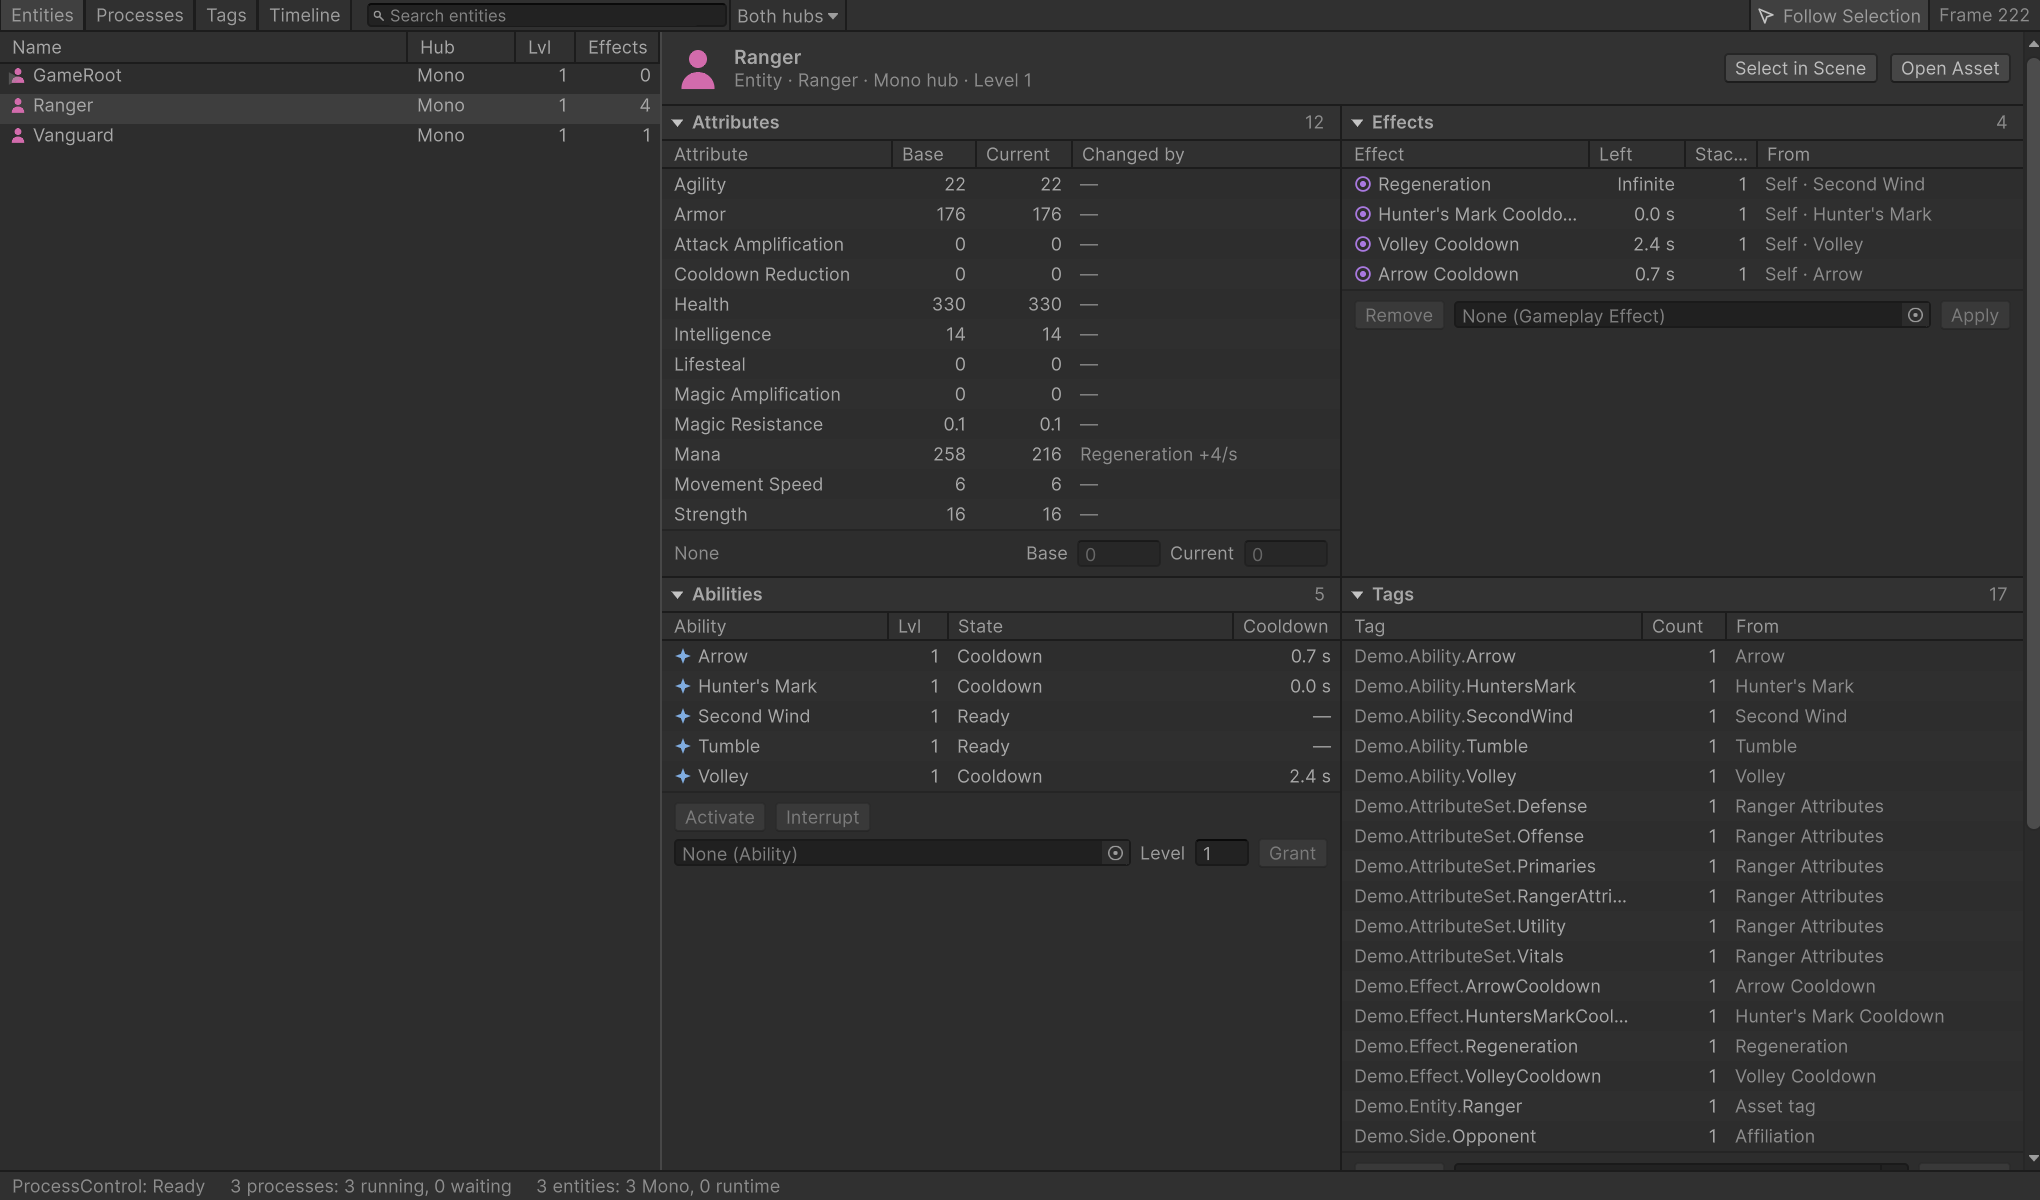 Entities Processes Tags Timeline Search entities Both hubs Follow Selection Frame 222
Name Hub Lvl Effects
GameRoot Mono 1 0
Ranger Mono 1 4
Vanguard Mono 1 1
Ranger
Entity · Ranger · Mono hub · Level 1
Select in Scene Open Asset
Attributes 12
Attribute Base Current Changed by
Agility 22 22 —
Armor 176 176 —
Attack Amplification 0 0 —
Cooldown Reduction 0 0 —
Health 330 330 —
Intelligence 14 14 —
Lifesteal 0 0 —
Magic Amplification 0 0 —
Magic Resistance 0.1 0.1 —
Mana 258 216 Regeneration +4/s
Movement Speed 6 6 —
Strength 16 16 —
None Base 0 Current 0
Effects 4
Effect Left Stac... From
Regeneration Infinite 1 Self · Second Wind
Hunter's Mark Cooldo... 0.0 s 1 Self · Hunter's Mark
Volley Cooldown 2.4 s 1 Self · Volley
Arrow Cooldown 0.7 s 1 Self · Arrow
Remove None (Gameplay Effect) Apply
Abilities 5
Ability Lvl State Cooldown
Arrow 1 Cooldown 0.7 s
Hunter's Mark 1 Cooldown 0.0 s
Second Wind 1 Ready —
Tumble 1 Ready —
Volley 1 Cooldown 2.4 s
Activate Interrupt
None (Ability) Level 1 Grant
Tags 17
Tag Count From
Demo.Ability.Arrow 1 Arrow
Demo.Ability.HuntersMark 1 Hunter's Mark
Demo.Ability.SecondWind 1 Second Wind
Demo.Ability.Tumble 1 Tumble
Demo.Ability.Volley 1 Volley
Demo.AttributeSet.Defense 1 Ranger Attributes
Demo.AttributeSet.Offense 1 Ranger Attributes
Demo.AttributeSet.Primaries 1 Ranger Attributes
Demo.AttributeSet.RangerAttri... 1 Ranger Attributes
Demo.AttributeSet.Utility 1 Ranger Attributes
Demo.AttributeSet.Vitals 1 Ranger Attributes
Demo.Effect.ArrowCooldown 1 Arrow Cooldown
Demo.Effect.HuntersMarkCool... 1 Hunter's Mark Cooldown
Demo.Effect.Regeneration 1 Regeneration
Demo.Effect.VolleyCooldown 1 Volley Cooldown
Demo.Entity.Ranger 1 Asset tag
Demo.Side.Opponent 1 Affiliation
ProcessControl: Ready 3 processes: 3 running, 0 waiting 3 entities: 3 Mono, 0 runtime